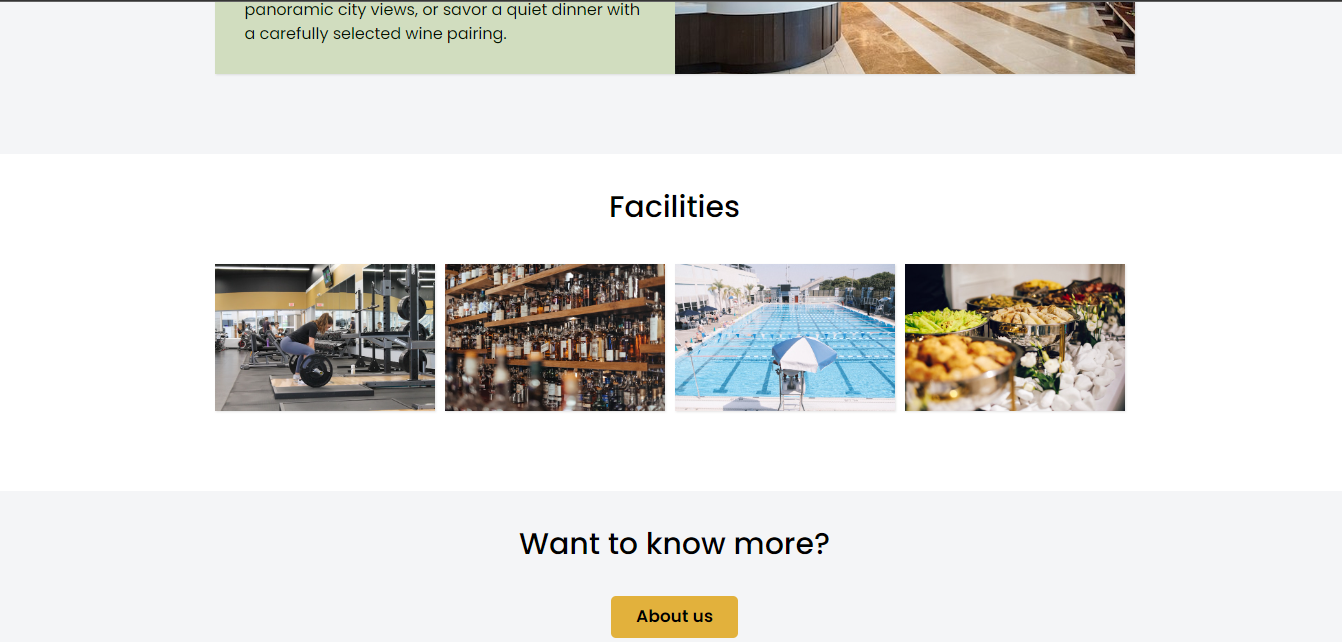 panoramic city views, or savor a quiet dinner with
a carefully selected wine pairing.
Facilities
Want to know more?
About us